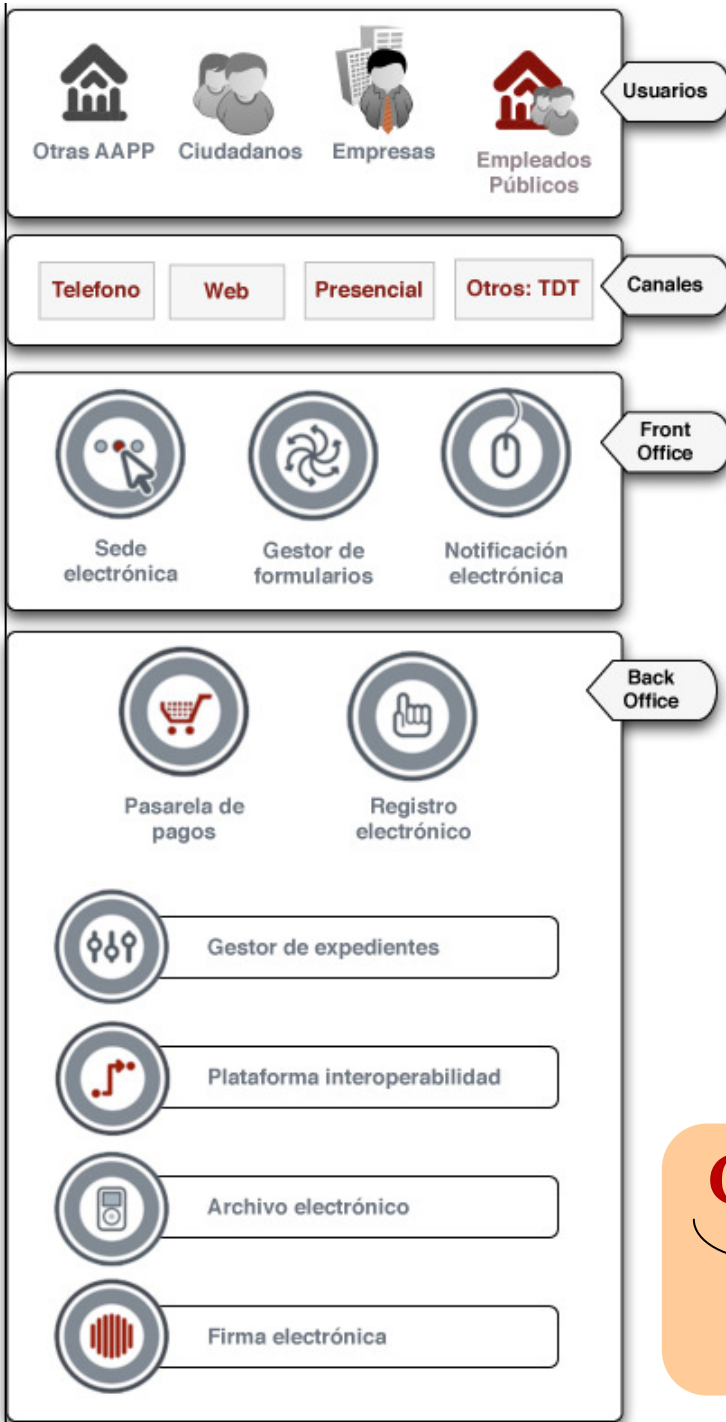 Otras AAPP
Ciudadanos
Empresas
Empleados
Públicos
Usuarios
Telefono
Web
Presencial
Otros: TDT
Canales
Front
Office
Sede
electrónica
Gestor de
formularios
Notificación
electrónica
Back
Office
Pasarela de
pagos
Registro
electrónico
Gestor de expedientes
Plataforma interoperabilidad
Archivo electrónico
Firma electrónica